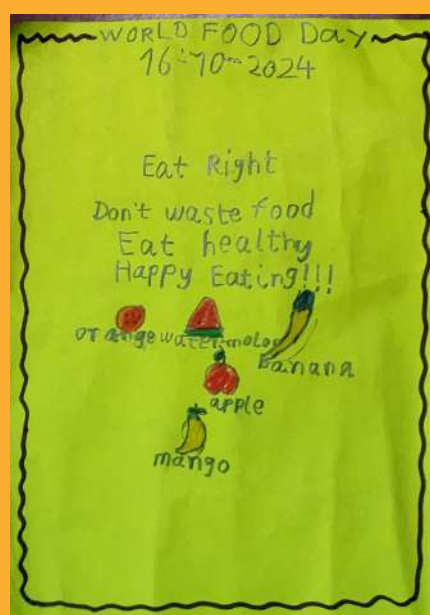 WORLD FOOD Day
16-10-2024
Eat Right
Don't waste food
Eat healthy
Happy Eating!!!
orange watermelon
banana
apple
mango